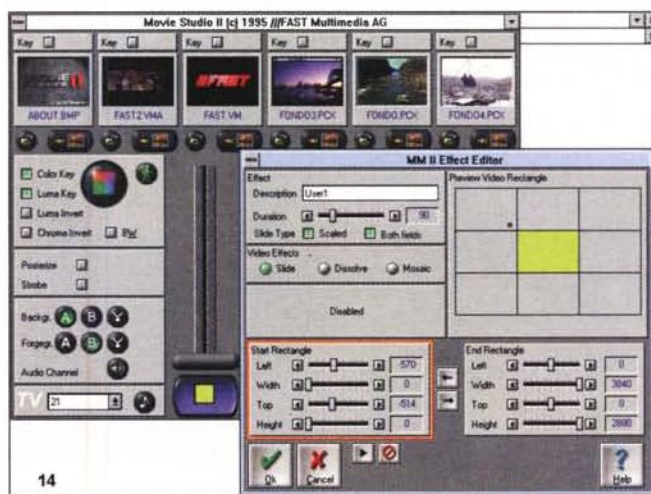 Movie Studio II (c) 1995 ///FAST Multimedia AG
Key Key Key Key Key Key
ABOUT.BMP FAST2.VMA FAST.VM FONDO3.PCX FONDO.PCX FONDO4.PCX
Color Key
Luma Key
Luma Invert
Chroma Invert BW
Posterize
Strobe
Backgr. A B Y
Foregr. A B Y
Audio Channel
TV 21
MM II Effect Editor
Effect
Description User1
Duration 90
Slide Type Scaled Both fields
Video Effects
Slide Dissolve Mosaic
Disabled
Preview Video Rectangle
Start Rectangle
Left -570
Width 0
Top -514
Height 0
End Rectangle
Left 0
Width 3840
Top 0
Height 2880
Ok Cancel Help
14